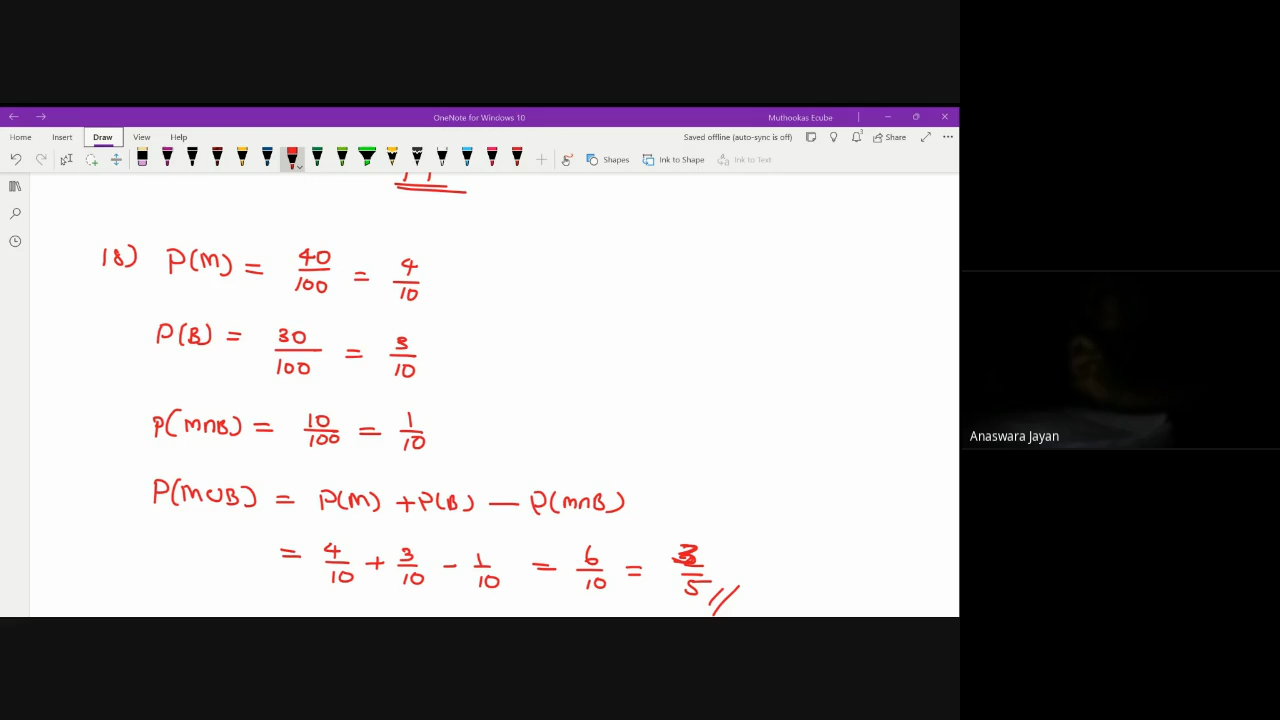 OneNote for Windows 10
Muthookas Ecube
Home Insert Draw View Help
Saved offline (auto-sync is off)
Share
Shapes
Ink to Shape
Ink to Text
18) P(M) = 40/100 = 4/10
P(B) = 30/100 = 3/10
P(M∩B) = 10/100 = 1/10
P(M∪B) = P(M) + P(B) — P(M∩B)
= 4/10 + 3/10 - 1/10 = 6/10 = 3/5 //
Anaswara Jayan